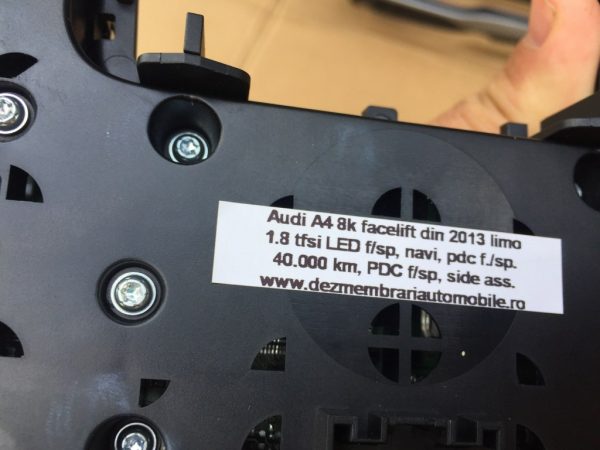 Audi A4 8k facelift din 2013 limo
1.8 tfsi LED f/sp, navi, pdc f./sp.
40.000 km, PDC f/sp, side ass.
www.dezmembrariautomobile.ro